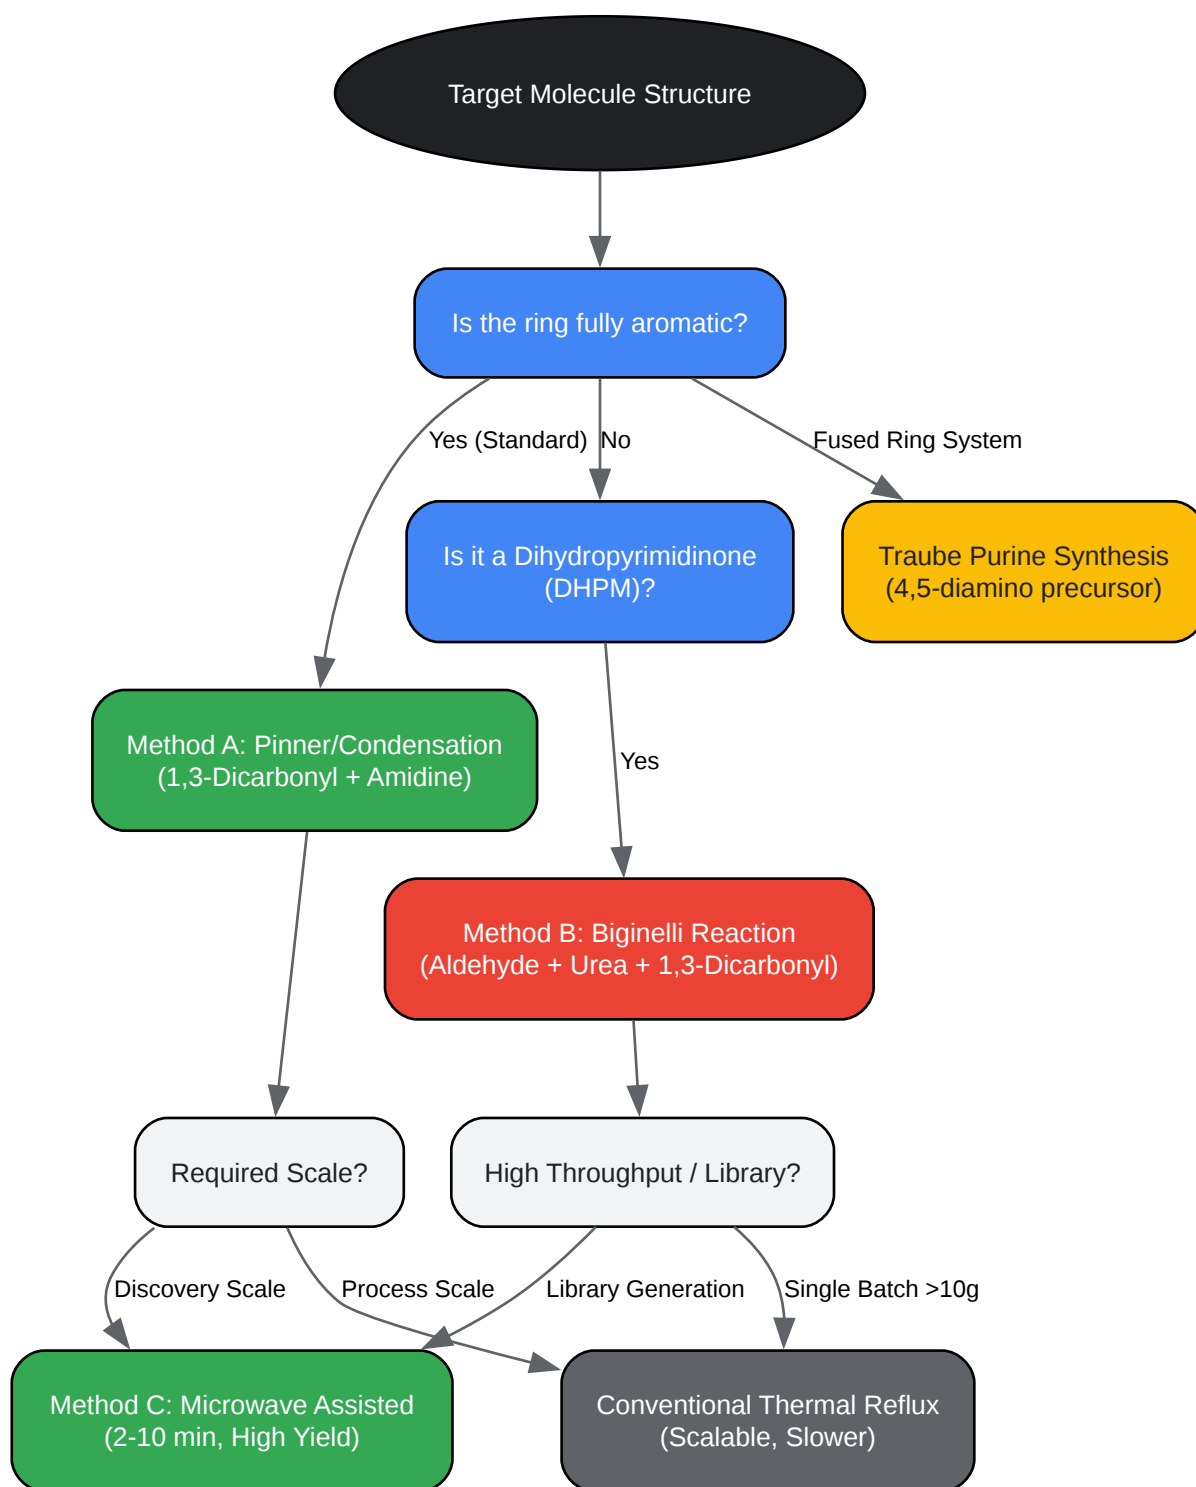 Target Molecule Structure
Is the ring fully aromatic?
Yes (Standard)
No
Fused Ring System
Is it a Dihydropyrimidinone
(DHPM)?
Traube Purine Synthesis
(4,5-diamino precursor)
Method A: Pinner/Condensation
(1,3-Dicarbonyl + Amidine)
Yes
Method B: Biginelli Reaction
(Aldehyde + Urea + 1,3-Dicarbonyl)
Required Scale?
High Throughput / Library?
Discovery Scale
Process Scale
Library Generation
Single Batch >10g
Method C: Microwave Assisted
(2-10 min, High Yield)
Conventional Thermal Reflux
(Scalable, Slower)